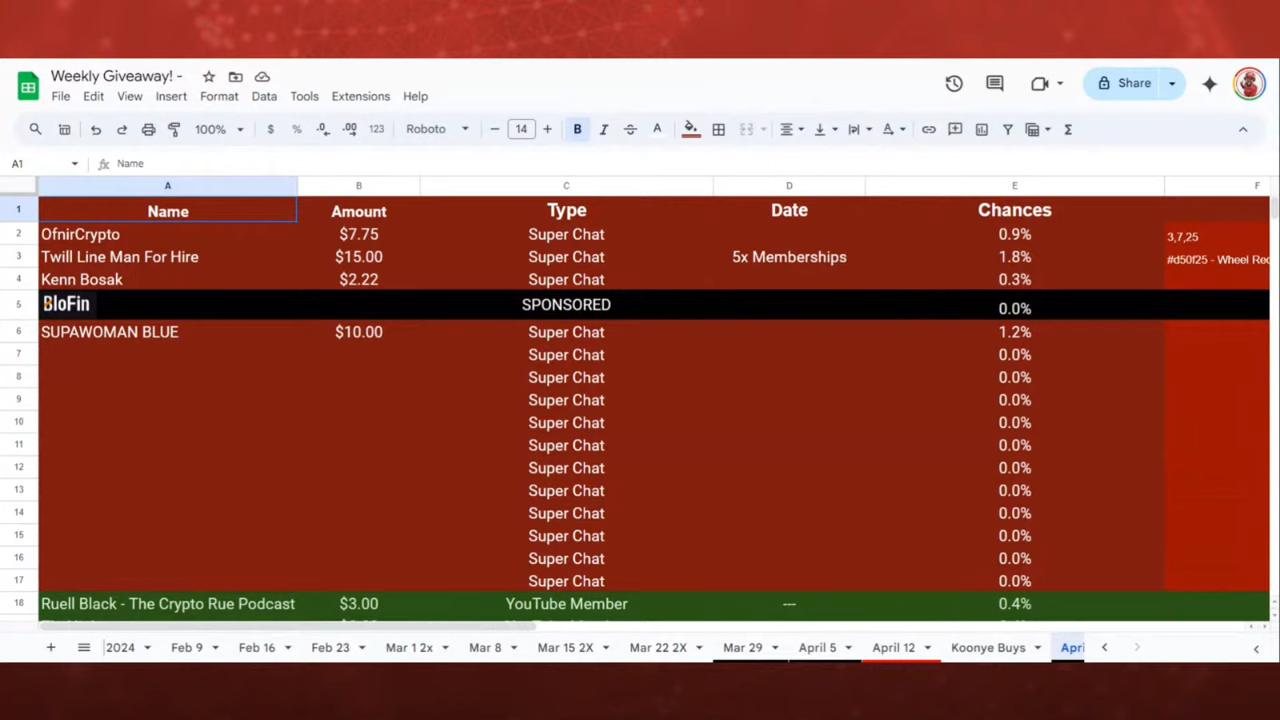 Weekly Giveaway! -
File Edit View Insert Format Data Tools Extensions Help
Share
100% $ % .0 .00 123 Roboto 14 B I A
A1 fx Name
A B C D E F
1 Name Amount Type Date Chances
2 OfnirCrypto $7.75 Super Chat 0.9% 3,7,25
3 Twill Line Man For Hire $15.00 Super Chat 5x Memberships 1.8% #d50f25 - Wheel Red
4 Kenn Bosak $2.22 Super Chat 0.3%
5 BloFin SPONSORED 0.0%
6 SUPAWOMAN BLUE $10.00 Super Chat 1.2%
7 Super Chat 0.0%
8 Super Chat 0.0%
9 Super Chat 0.0%
10 Super Chat 0.0%
11 Super Chat 0.0%
12 Super Chat 0.0%
13 Super Chat 0.0%
14 Super Chat 0.0%
15 Super Chat 0.0%
16 Super Chat 0.0%
17 Super Chat 0.0%
18 Ruell Black - The Crypto Rue Podcast $3.00 YouTube Member --- 0.4%
2024 Feb 9 Feb 16 Feb 23 Mar 1 2x Mar 8 Mar 15 2X Mar 22 2X Mar 29 April 5 April 12 Koonye Buys Apri